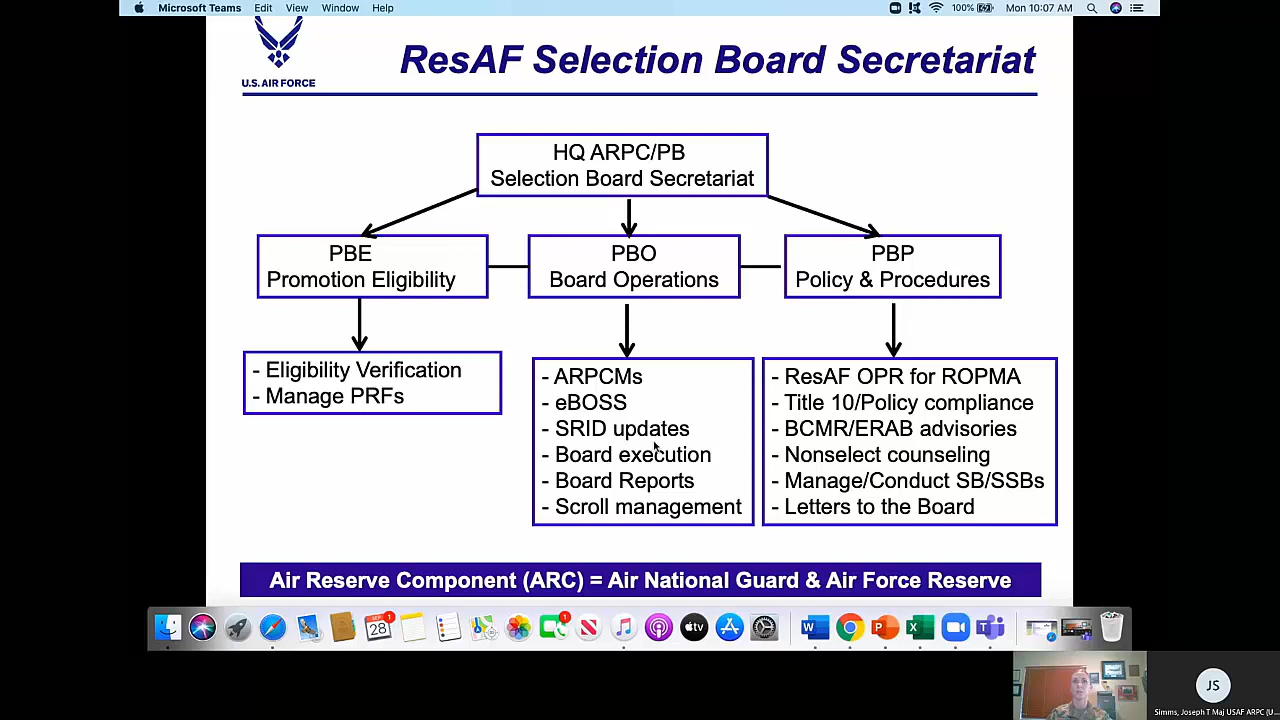 Microsoft Teams Edit View Window Help 100% Mon 10:07 AM
U.S. AIR FORCE
ResAF Selection Board Secretariat
HQ ARPC/PB
Selection Board Secretariat
PBE
Promotion Eligibility
PBO
Board Operations
PBP
Policy & Procedures
- Eligibility Verification
- Manage PRFs
- ARPCMs
- eBOSS
- SRID updates
- Board execution
- Board Reports
- Scroll management
- ResAF OPR for ROPMA
- Title 10/Policy compliance
- BCMR/ERAB advisories
- Nonselect counseling
- Manage/Conduct SB/SSBs
- Letters to the Board
Air Reserve Component (ARC) = Air National Guard & Air Force Reserve
SEP
28
1
1
tv
JS
Simms, Joseph T Maj USAF ARPC (U